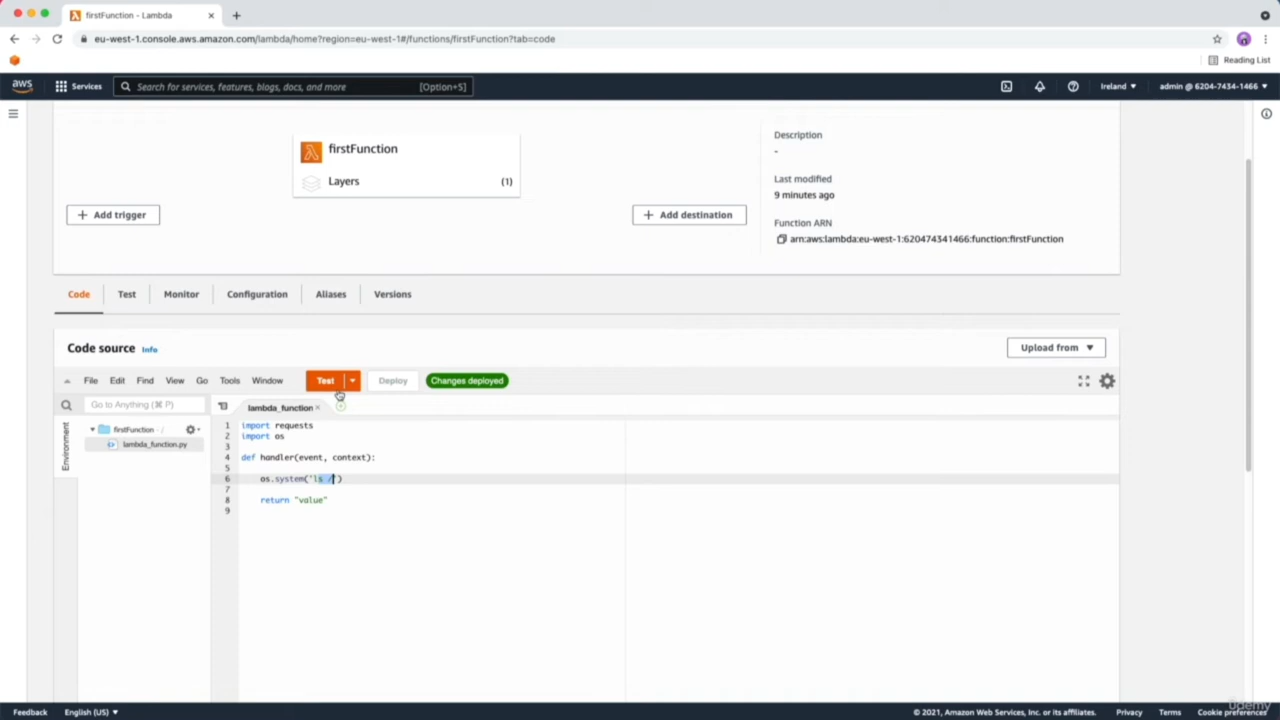 firstFunction - Lambda
eu-west-1.console.aws.amazon.com/lambda/home?region=eu-west-1#/functions/firstFunction?tab=code
Reading List
aws
Services
Search for services, features, blogs, docs, and more
[Option+S]
Ireland ▼
admin @ 6204-7434-1466 ▼
firstFunction
Layers
(1)
+ Add trigger
+ Add destination
Description
-
Last modified
9 minutes ago
Function ARN
arn:aws:lambda:eu-west-1:620474341466:function:firstFunction
Code
Test
Monitor
Configuration
Aliases
Versions
Code source
Info
Upload from ▼
File
Edit
Find
View
Go
Tools
Window
Test
Deploy
Changes deployed
Go to Anything (⌘ P)
lambda_function
Environment
firstFunction - /
lambda_function.py
1 import requests
2 import os
3
4 def handler(event, context):
5
6 os.system('ls /')
7
8 return "value"
9
Feedback
English (US) ▼
© 2021, Amazon Web Services, Inc. or its affiliates.
Privacy
Terms
Cookie preferences
udemy